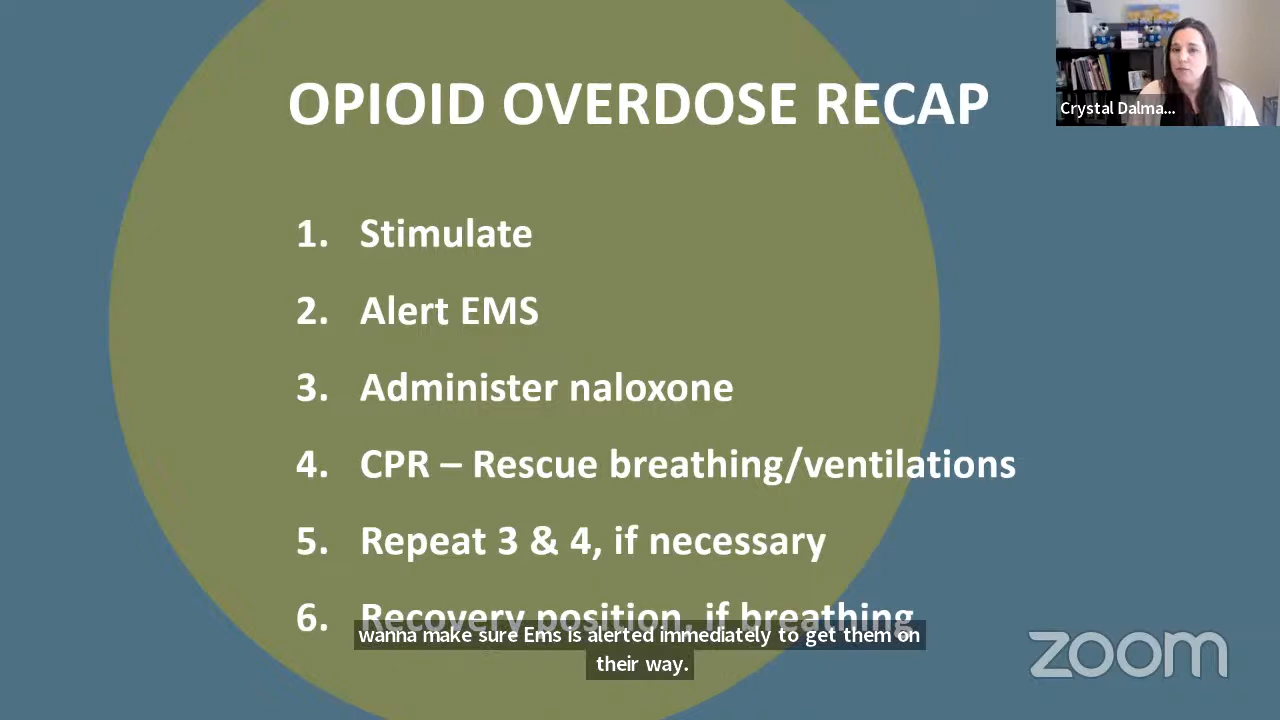 OPIOID OVERDOSE RECAP
Crystal Dalma...
1. Stimulate
2. Alert EMS
3. Administer naloxone
4. CPR – Rescue breathing/ventilations
5. Repeat 3 & 4, if necessary
6. Recovery position, if breathing
wanna make sure Ems is alerted immediately to get them on
their way.
zoom